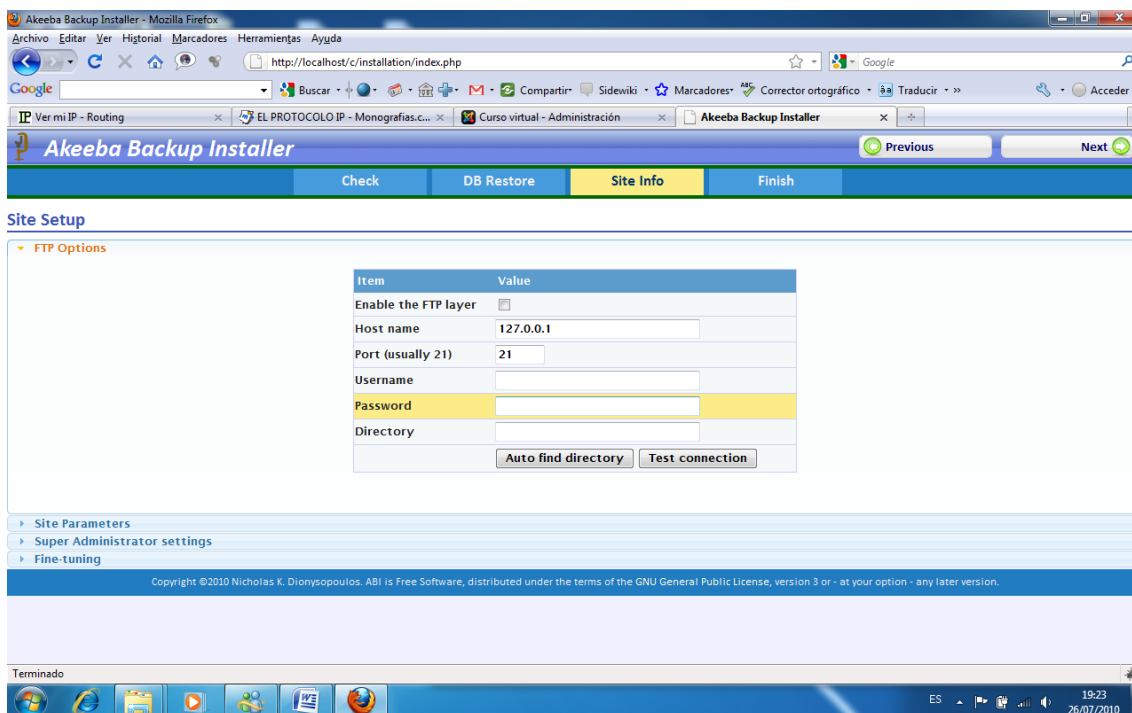 Akeeba Backup Installer - Mozilla Firefox
Archivo Editar Ver Historial Marcadores Herramientas Ayuda
http://localhost/c/installation/index.php Google
Google Buscar Compartir Sidewiki Marcadores Corrector ortográfico Traducir » Acceder
IP Ver mi IP - Routing EL PROTOCOLO IP - Monografias.c... Curso virtual - Administración Akeeba Backup Installer
Akeeba Backup Installer Previous Next
Check DB Restore Site Info Finish
Site Setup
FTP Options
Item Value
Enable the FTP layer
Host name 127.0.0.1
Port (usually 21) 21
Username
Password
Directory
Auto find directory Test connection
Site Parameters
Super Administrator settings
Fine-tuning
Copyright ©2010 Nicholas K. Dionysopoulos. ABI is Free Software, distributed under the terms of the GNU General Public License, version 3 or - at your option - any later version.
Terminado
ES 19:23
26/07/2010